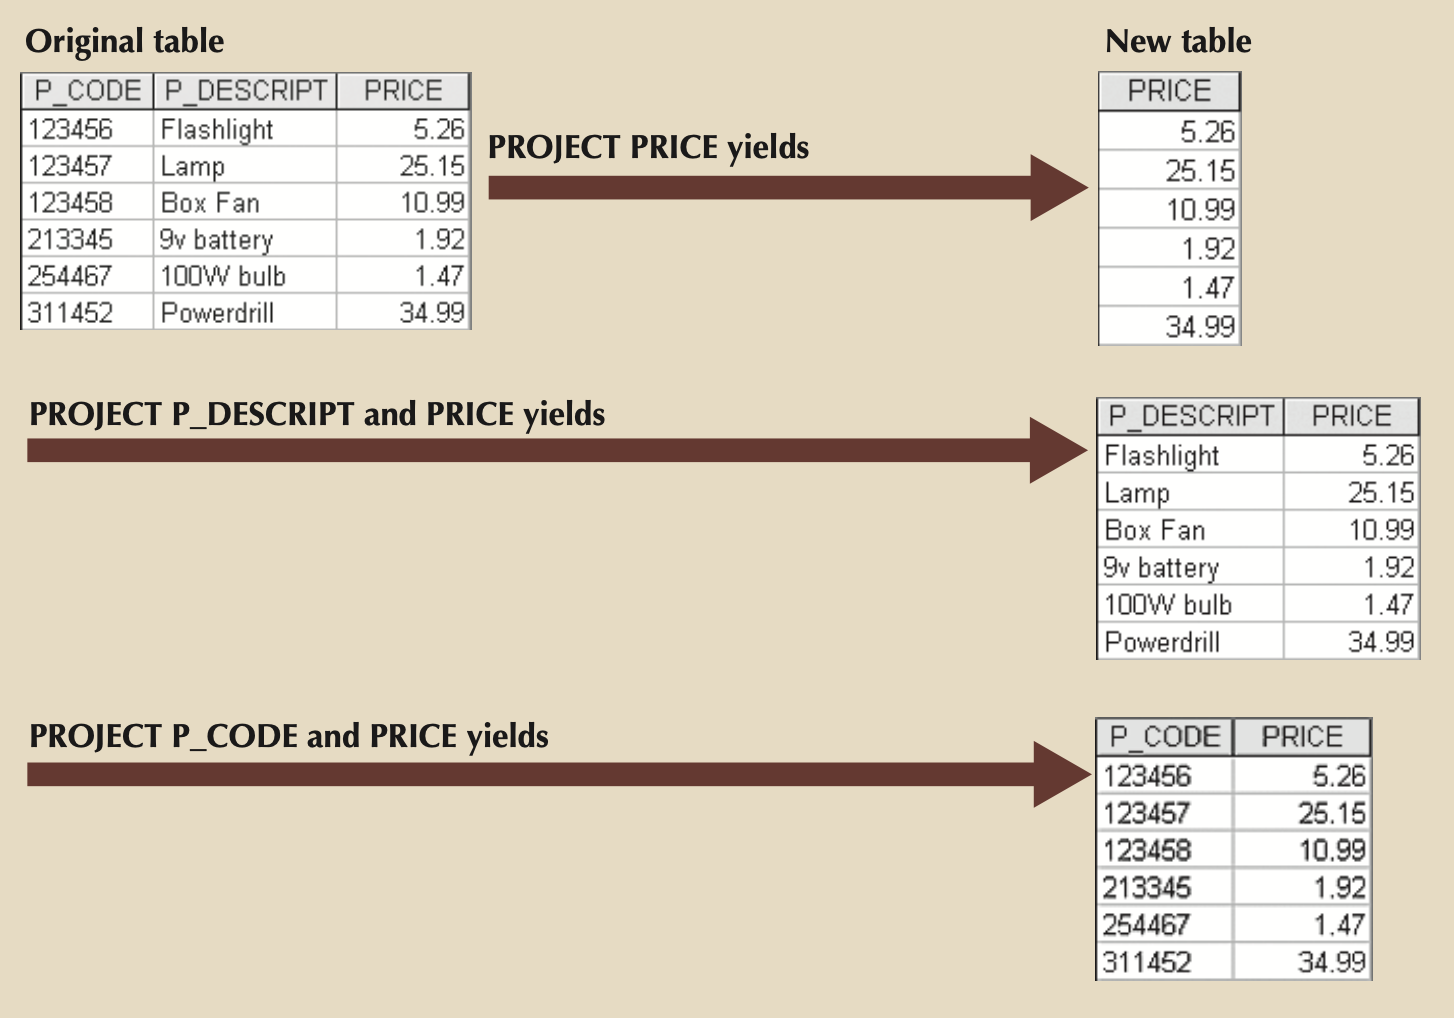 Original table
P_CODE P_DESCRIPT PRICE
123456 Flashlight 5.26
123457 Lamp 25.15
123458 Box Fan 10.99
213345 9v battery 1.92
254467 100W bulb 1.47
311452 Powerdrill 34.99
PROJECT PRICE yields
New table
PRICE
5.26
25.15
10.99
1.92
1.47
34.99
PROJECT P_DESCRIPT and PRICE yields
P_DESCRIPT PRICE
Flashlight 5.26
Lamp 25.15
Box Fan 10.99
9v battery 1.92
100W bulb 1.47
Powerdrill 34.99
PROJECT P_CODE and PRICE yields
P_CODE PRICE
123456 5.26
123457 25.15
123458 10.99
213345 1.92
254467 1.47
311452 34.99